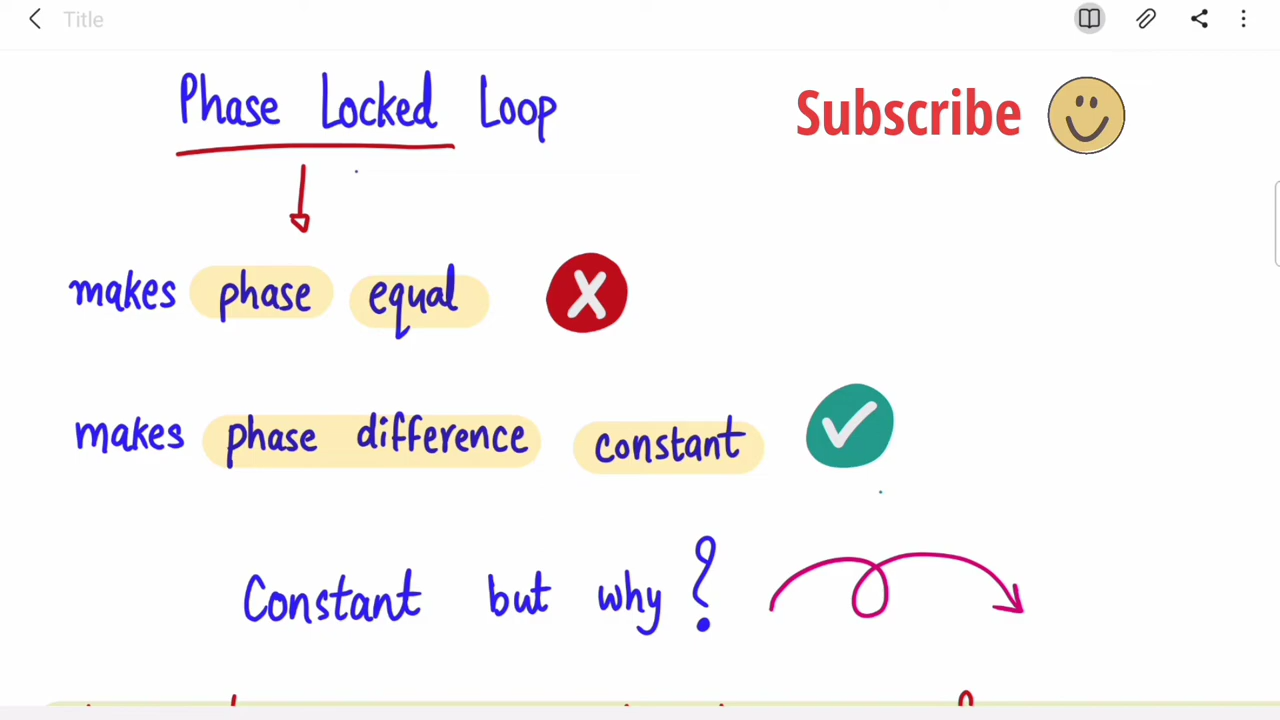 Title
Phase Locked Loop
Subscribe
makes phase equal
makes phase difference constant
Constant but why?